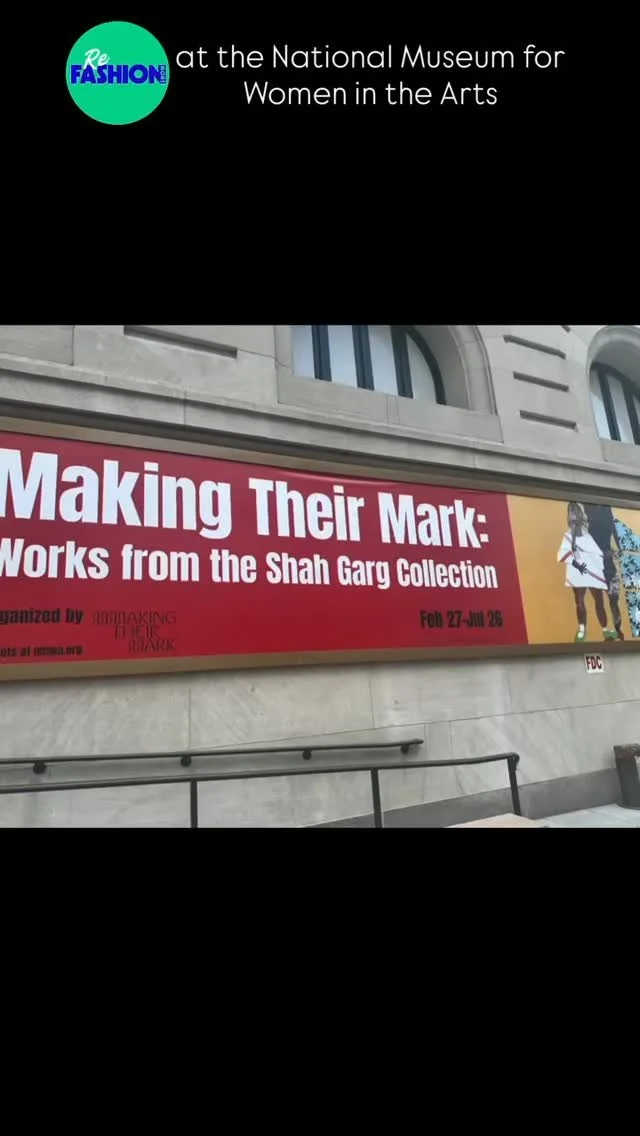 Re
FASHION
at the National Museum for
Women in the Arts
Making Their Mark:
Works from the Shah Garg Collection
ganized by
MAKING
THEIR
MARK
Feb 27-Jul 26
FDC